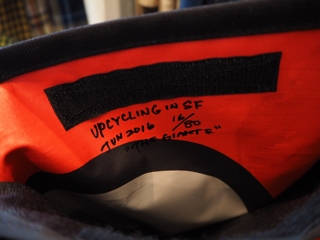 UPCYCLING IN SF
JUN 2016 16/80
"THE GIANTS"